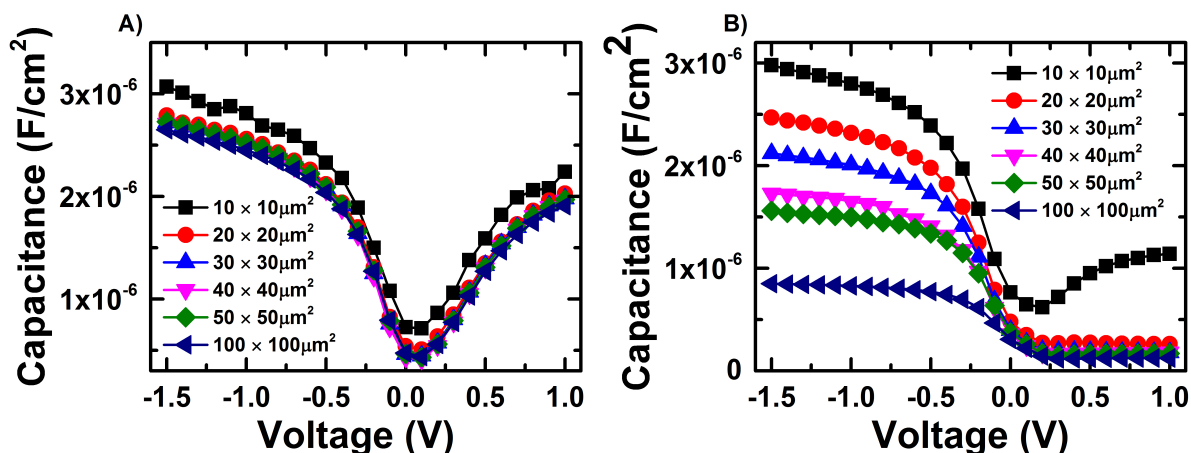 A)
Capacitance (F/cm²)
3x10⁻⁶
2x10⁻⁶
1x10⁻⁶
10 × 10μm²
20 × 20μm²
30 × 30μm²
40 × 40μm²
50 × 50μm²
100 × 100μm²
-1.5 -1.0 -0.5 0.0 0.5 1.0
Voltage (V)
B)
Capacitance (F/cm²)
3x10⁻⁶
2x10⁻⁶
1x10⁻⁶
0
10 × 10μm²
20 × 20μm²
30 × 30μm²
40 × 40μm²
50 × 50μm²
100 × 100μm²
-1.5 -1.0 -0.5 0.0 0.5 1.0
Voltage (V)